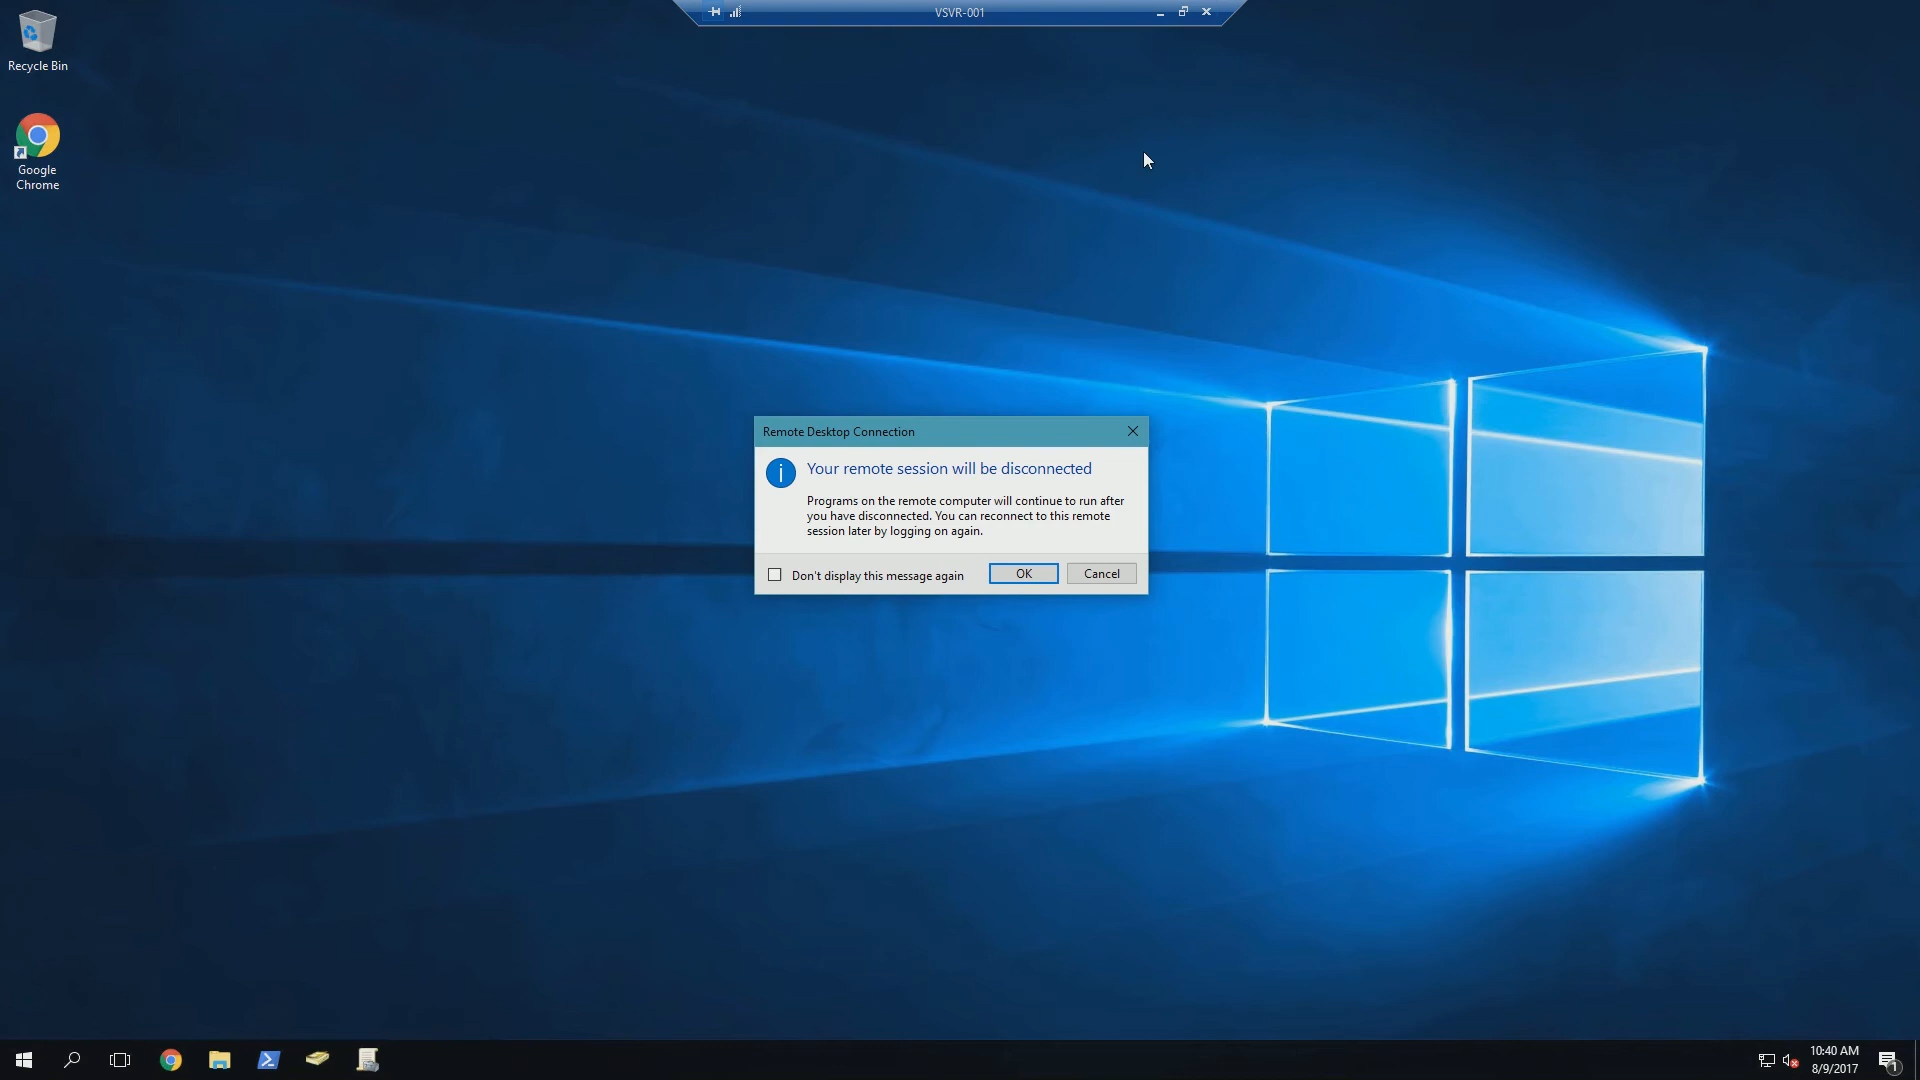 VSVR-001
Recycle Bin
Google
Chrome
Remote Desktop Connection
Your remote session will be disconnected
Programs on the remote computer will continue to run after
you have disconnected. You can reconnect to this remote
session later by logging on again.
Don't display this message again
OK
Cancel
10:40 AM
8/9/2017
1